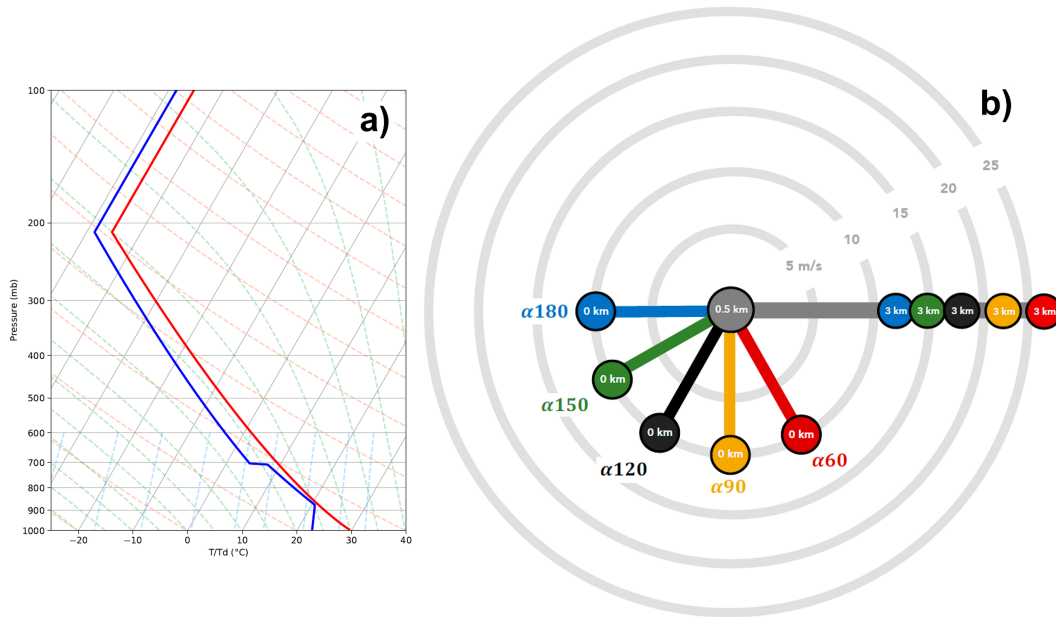 a)
100
200
300
400
500
600
700
800
900
1000
Pressure (mb)
−20 −10 0 10 20 30 40
T/Td (°C)
b)
25
20
15
10
5 m/s
α180 0 km 0.5 km 3 km 3 km 3 km 3 km 3 km
0 km
α150
0 km 0 km
α120 α60
0 km
α90